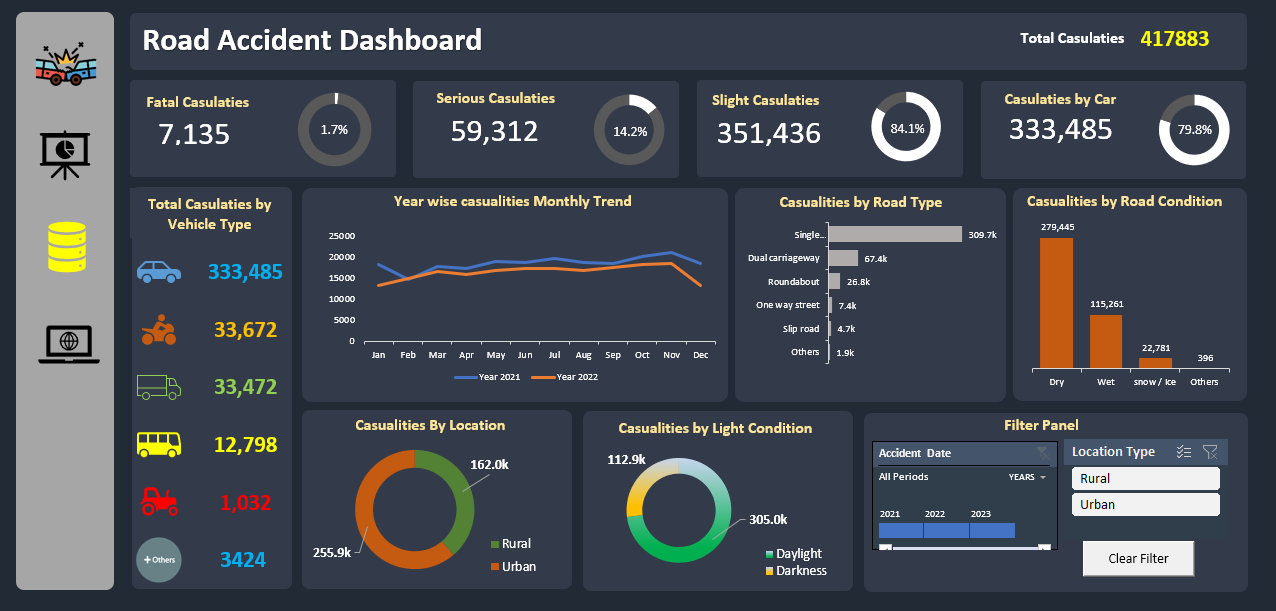 Road Accident Dashboard
Total Casulaties 417883
Fatal Casulaties
7,135
1.7%
Serious Casulaties
59,312
14.2%
Slight Casulaties
351,436
84.1%
Casulaties by Car
333,485
79.8%
Total Casulaties by
Vehicle Type
333,485
33,672
33,472
12,798
1,032
+Others 3424
Year wise casualities Monthly Trend
25000
20000
15000
10000
5000
0
Jan Feb Mar Apr May Jun Jul Aug Sep Oct Nov Dec
Year 2021 Year 2022
Casualities by Road Type
Single... 309.7k
Dual carriageway 67.4k
Roundabout 26.8k
One way street 7.4k
Slip road 4.7k
Others 1.9k
Casualities by Road Condition
279,445
115,261
22,781
396
Dry Wet snow / Ice Others
Casualities By Location
162.0k
255.9k
Rural
Urban
Casualities by Light Condition
112.9k
305.0k
Daylight
Darkness
Filter Panel
Accident Date
All Periods YEARS
2021 2022 2023
Location Type
Rural
Urban
Clear Filter